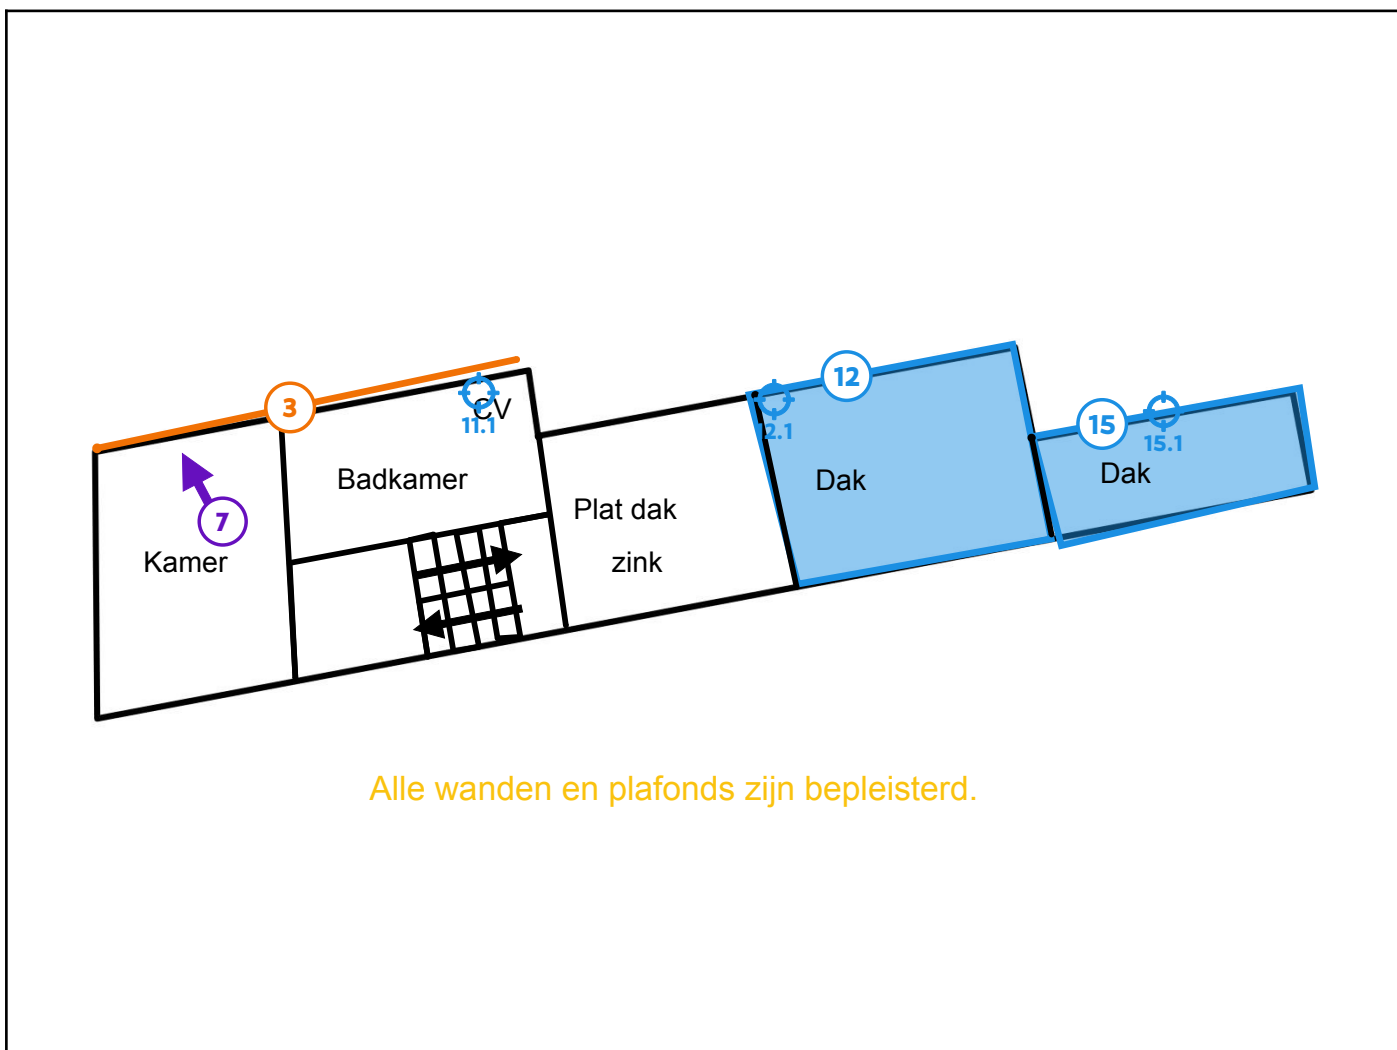 12
3
CV
11.1
2.1
15
15.1
Badkamer
Dak
Dak
7
Plat dak
zink
Kamer
Alle wanden en plafonds zijn bepleisterd.